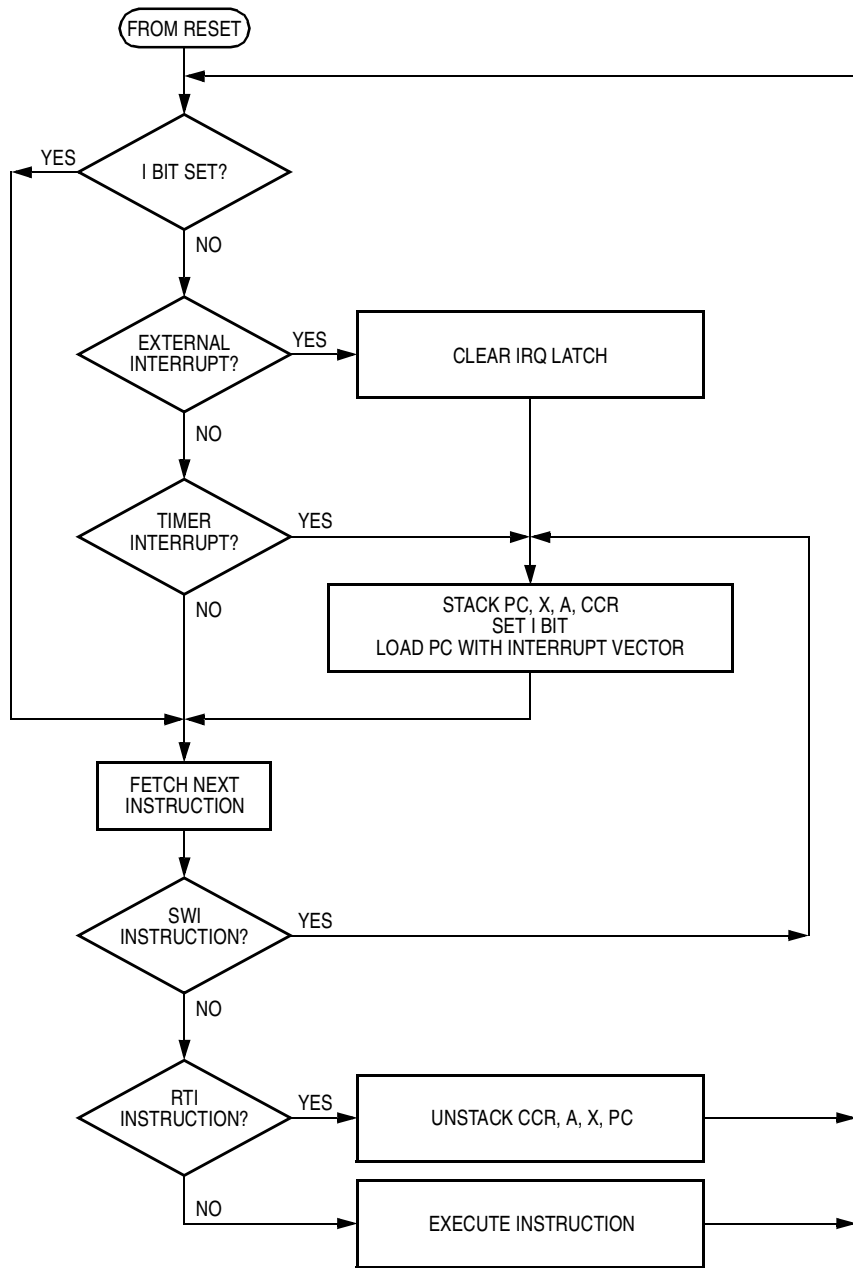 FROM RESET
YES
I BIT SET?
NO
EXTERNAL
INTERRUPT?
YES
CLEAR IRQ LATCH
NO
TIMER
INTERRUPT?
YES
NO
STACK PC, X, A, CCR
SET I BIT
LOAD PC WITH INTERRUPT VECTOR
FETCH NEXT
INSTRUCTION
SWI
INSTRUCTION?
YES
NO
RTI
INSTRUCTION?
YES
UNSTACK CCR, A, X, PC
NO
EXECUTE INSTRUCTION